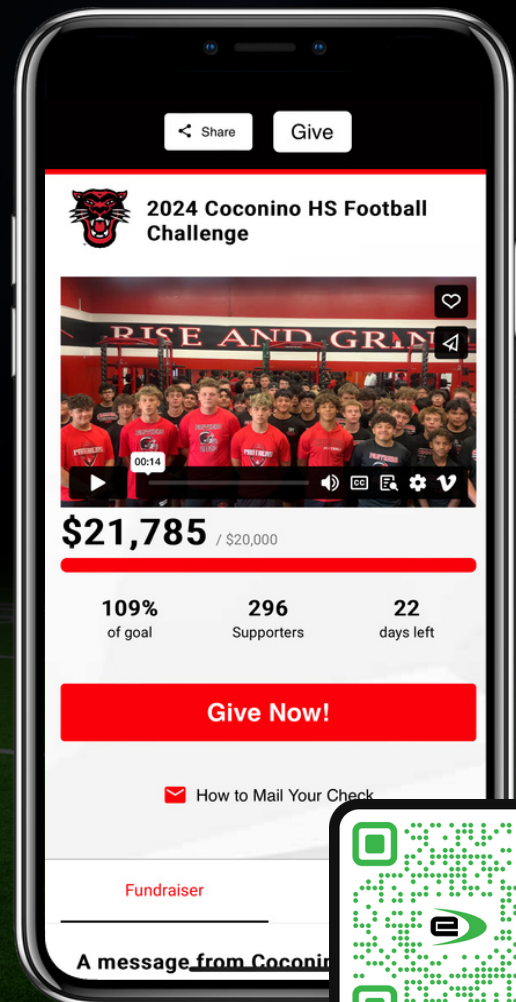 Share
Give
2024 Coconino HS Football
Challenge
RISE AND GRIN
00:14
CC
$21,785 / $20,000
109%
of goal
296
Supporters
22
days left
Give Now!
How to Mail Your Check
Fundraiser
A message from
e